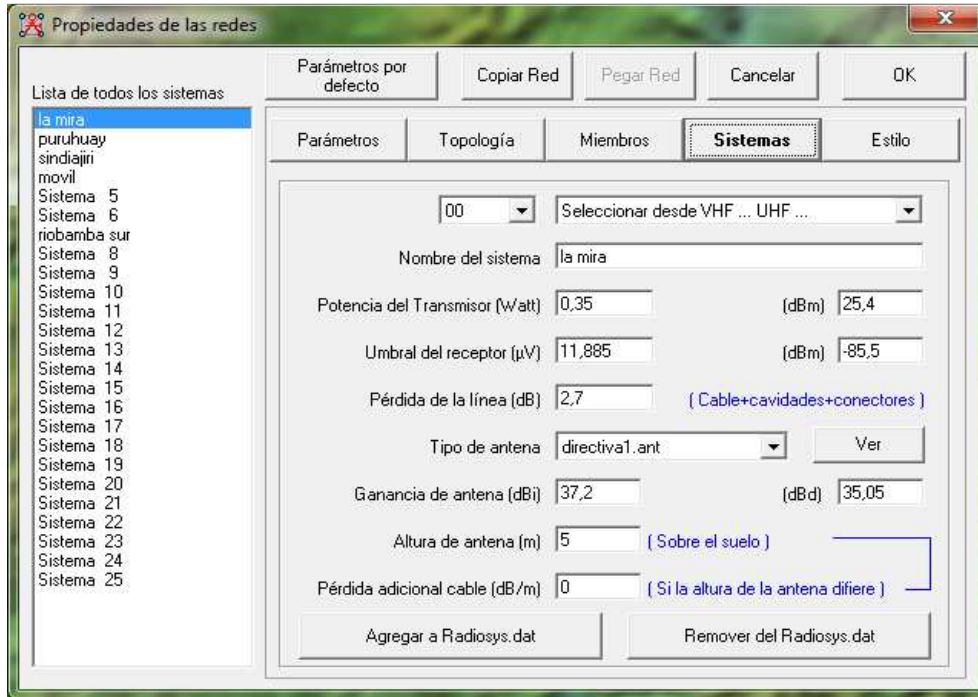 Propiedades de las redes
Parámetros por defecto
Copiar Red
Pegar Red
Cancelar
OK
Lista de todos los sistemas
la mira
puruhuay
sindiajiri
movil
Sistema 5
Sistema 6
riobamba sur
Sistema 8
Sistema 9
Sistema 10
Sistema 11
Sistema 12
Sistema 13
Sistema 14
Sistema 15
Sistema 16
Sistema 17
Sistema 18
Sistema 19
Sistema 20
Sistema 21
Sistema 22
Sistema 23
Sistema 24
Sistema 25
Parámetros
Topología
Miembros
Sistemas
Estilo
00
Seleccionar desde VHF ... UHF ...
Nombre del sistema la mira
Potencia del Transmisor (Watt) 0,35 (dBm) 25,4
Umbral del receptor (µV) 11,885 (dBm) -85,5
Pérdida de la línea (dB) 2,7 ( Cable+cavidades+conectores )
Tipo de antena directiva1.ant Ver
Ganancia de antena (dBi) 37,2 (dBd) 35,05
Altura de antena (m) 5 ( Sobre el suelo )
Pérdida adicional cable (dB/m) 0 ( Si la altura de la antena difiere )
Agregar a Radiosys.dat
Remover del Radiosys.dat